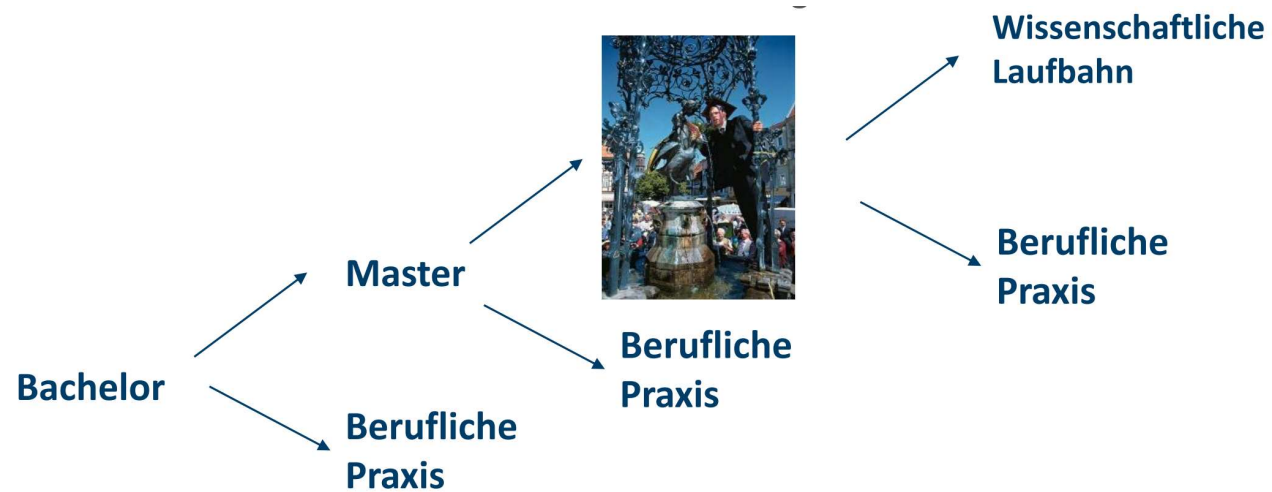 Wissenschaftliche
Laufbahn
Berufliche
Praxis
Master
Berufliche
Praxis
Bachelor
Berufliche
Praxis